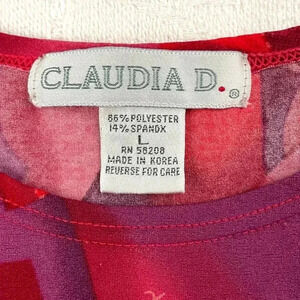 CLAUDIA D.®
86% POLYESTER
14% SPANDX
L
RN 58208
MADE IN KOREA
REVERSE FOR CARE